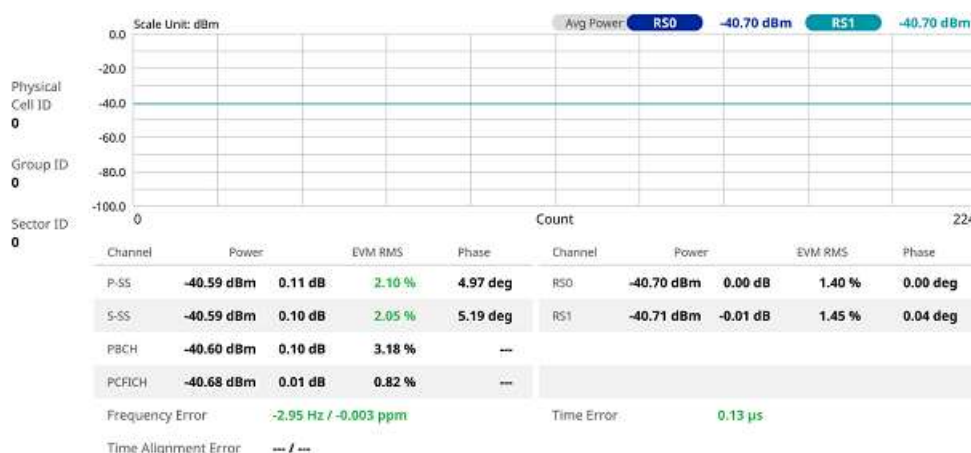 Scale Unit: dBm
Avg Power RS0 -40.70 dBm RS1 -40.70 dBm
0.0
-20.0
-40.0
-60.0
-80.0
-100.0
0 Count 224
Physical
Cell ID
0
Group ID
0
Sector ID
0
Channel Power EVM RMS Phase
P-SS -40.59 dBm 0.11 dB 2.10 % 4.97 deg
S-SS -40.59 dBm 0.10 dB 2.05 % 5.19 deg
PBCH -40.60 dBm 0.10 dB 3.18 % ---
PCFICH -40.68 dBm 0.01 dB 0.82 % ---
Frequency Error -2.95 Hz / -0.003 ppm
Time Alignment Error --- / ---
Channel Power EVM RMS Phase
RS0 -40.70 dBm 0.00 dB 1.40 % 0.00 deg
RS1 -40.71 dBm -0.01 dB 1.45 % 0.04 deg
Time Error 0.13 µs